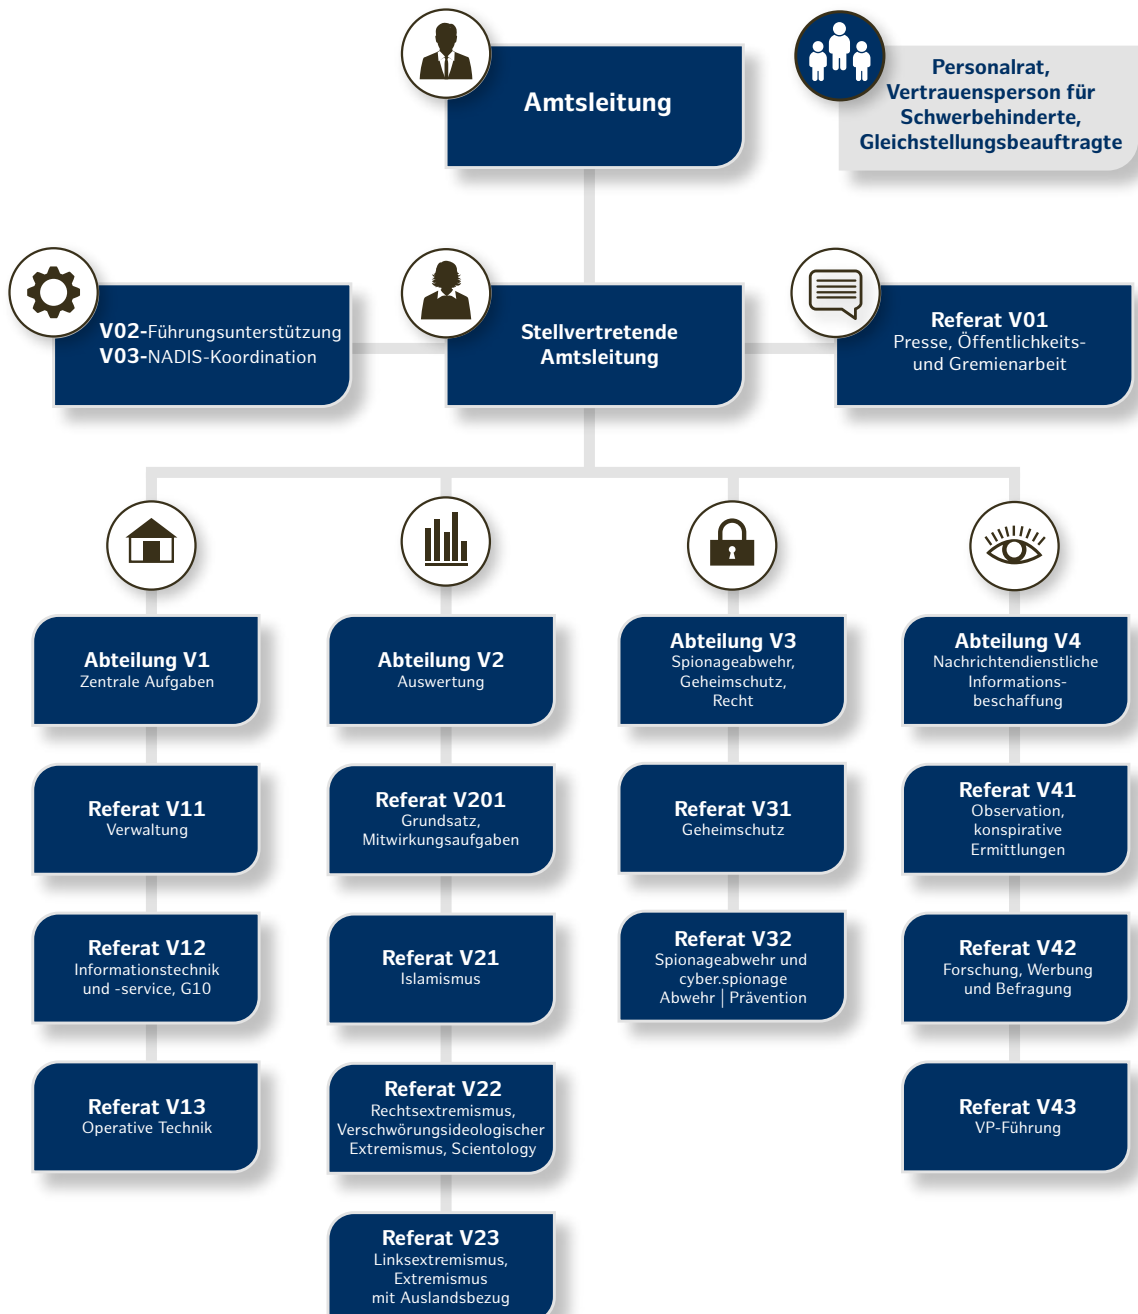 Amtsleitung
Personalrat,
Vertrauensperson für
Schwerbehinderte,
Gleichstellungsbeauftragte
V02-Führungsunterstützung
V03-NADIS-Koordination
Stellvertretende
Amtsleitung
Referat V01
Presse, Öffentlichkeits-
und Gremienarbeit
Abteilung V1
Zentrale Aufgaben
Referat V11
Verwaltung
Referat V12
Informationstechnik
und -service, G10
Referat V13
Operative Technik
Abteilung V2
Auswertung
Referat V201
Grundsatz,
Mitwirkungsaufgaben
Referat V21
Islamismus
Referat V22
Rechtsextremismus,
Verschwörungsideologischer
Extremismus, Scientology
Referat V23
Linksextremismus,
Extremismus
mit Auslandsbezug
Abteilung V3
Spionageabwehr,
Geheimschutz,
Recht
Referat V31
Geheimschutz
Referat V32
Spionageabwehr und
cyber.spionage
Abwehr | Prävention
Abteilung V4
Nachrichtendienstliche
Informations-
beschaffung
Referat V41
Observation,
konspirative
Ermittlungen
Referat V42
Forschung, Werbung
und Befragung
Referat V43
VP-Führung